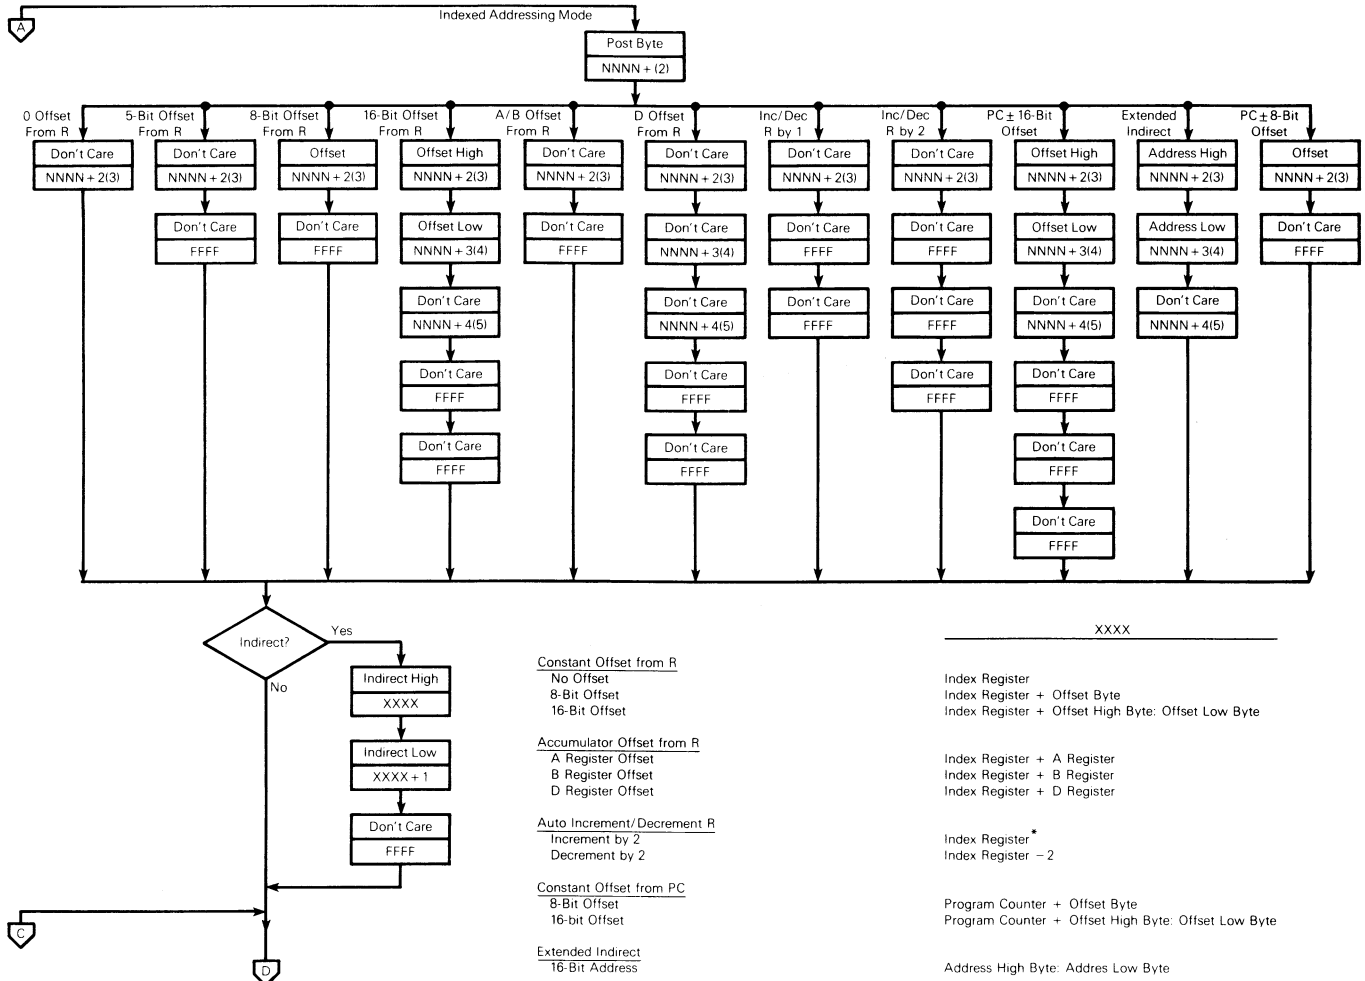 A
Indexed Addressing Mode
Post Byte
NNNN + (2)
0 Offset
From R
5-Bit Offset
From R
8-Bit Offset
From R
16-Bit Offset
From R
A/B Offset
From R
D Offset
From R
Inc/Dec
R by 1
Inc/Dec
R by 2
PC ± 16-Bit
Offset
Extended
Indirect
PC ± 8-Bit
Offset
Don't Care
NNNN + 2(3)
Don't Care
NNNN + 2(3)
Don't Care
FFFF
Offset
NNNN + 2(3)
Don't Care
FFFF
Offset High
NNNN + 2(3)
Offset Low
NNNN + 3(4)
Don't Care
NNNN + 4(5)
Don't Care
FFFF
Don't Care
FFFF
Don't Care
NNNN + 2(3)
Don't Care
FFFF
Don't Care
NNNN + 2(3)
Don't Care
NNNN + 3(4)
Don't Care
NNNN + 4(5)
Don't Care
FFFF
Don't Care
FFFF
Don't Care
NNNN + 2(3)
Don't Care
FFFF
Don't Care
FFFF
Don't Care
NNNN + 2(3)
Don't Care
FFFF
Don't Care
FFFF
Don't Care
FFFF
Offset High
NNNN + 2(3)
Offset Low
NNNN + 3(4)
Don't Care
NNNN + 4(5)
Don't Care
FFFF
Don't Care
FFFF
Don't Care
FFFF
Address High
NNNN + 2(3)
Address Low
NNNN + 3(4)
Don't Care
NNNN + 4(5)
Offset
NNNN + 2(3)
Don't Care
FFFF
Indirect?
Yes
No
Indirect High
XXXX
Indirect Low
XXXX + 1
Don't Care
FFFF
C
D
XXXX
Constant Offset from R
No Offset Index Register
8-Bit Offset Index Register + Offset Byte
16-Bit Offset Index Register + Offset High Byte: Offset Low Byte
Accumulator Offset from R
A Register Offset Index Register + A Register
B Register Offset Index Register + B Register
D Register Offset Index Register + D Register
Auto Increment/Decrement R
Increment by 2 Index Register*
Decrement by 2 Index Register − 2
Constant Offset from PC
8-Bit Offset Program Counter + Offset Byte
16-bit Offset Program Counter + Offset High Byte: Offset Low Byte
Extended Indirect
16-Bit Address Address High Byte: Addres Low Byte